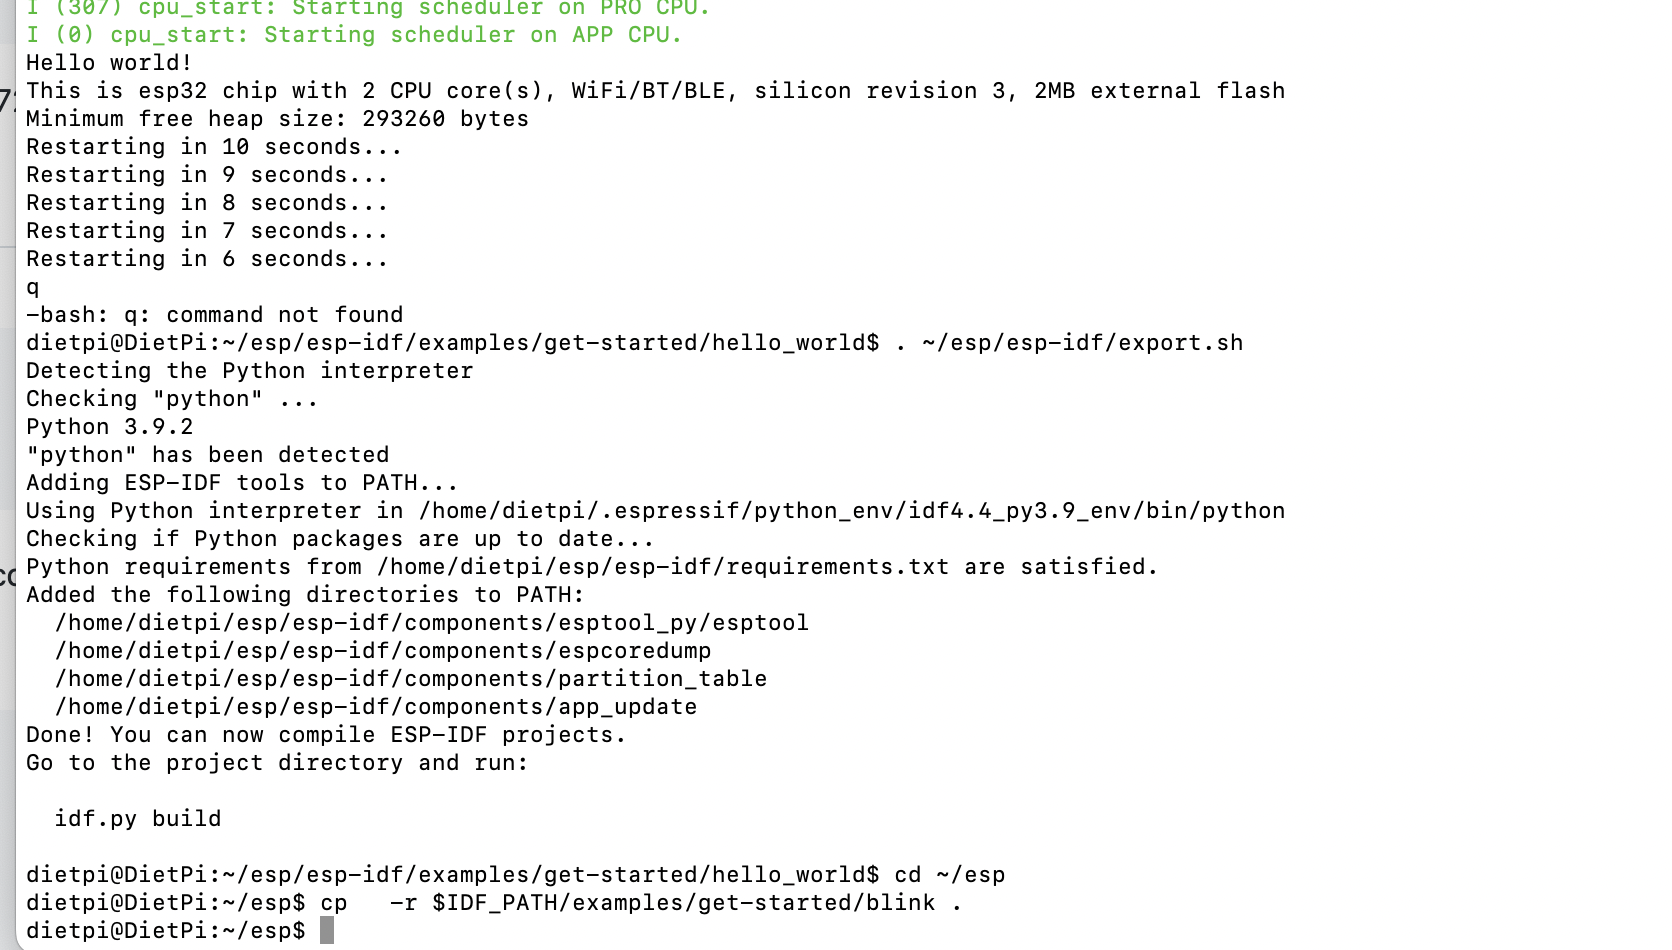 I (307) cpu_start: Starting scheduler on PRO CPU.
I (0) cpu_start: Starting scheduler on APP CPU.
Hello world!
This is esp32 chip with 2 CPU core(s), WiFi/BT/BLE, silicon revision 3, 2MB external flash
Minimum free heap size: 293260 bytes
Restarting in 10 seconds...
Restarting in 9 seconds...
Restarting in 8 seconds...
Restarting in 7 seconds...
Restarting in 6 seconds...
q
-bash: q: command not found
dietpi@DietPi:~/esp/esp-idf/examples/get-started/hello_world$ . ~/esp/esp-idf/export.sh
Detecting the Python interpreter
Checking "python" ...
Python 3.9.2
"python" has been detected
Adding ESP-IDF tools to PATH...
Using Python interpreter in /home/dietpi/.espressif/python_env/idf4.4_py3.9_env/bin/python
Checking if Python packages are up to date...
Python requirements from /home/dietpi/esp/esp-idf/requirements.txt are satisfied.
Added the following directories to PATH:
  /home/dietpi/esp/esp-idf/components/esptool_py/esptool
  /home/dietpi/esp/esp-idf/components/espcoredump
  /home/dietpi/esp/esp-idf/components/partition_table
  /home/dietpi/esp/esp-idf/components/app_update
Done! You can now compile ESP-IDF projects.
Go to the project directory and run:
  idf.py build
dietpi@DietPi:~/esp/esp-idf/examples/get-started/hello_world$ cd ~/esp
dietpi@DietPi:~/esp$ cp   -r $IDF_PATH/examples/get-started/blink .
dietpi@DietPi:~/esp$